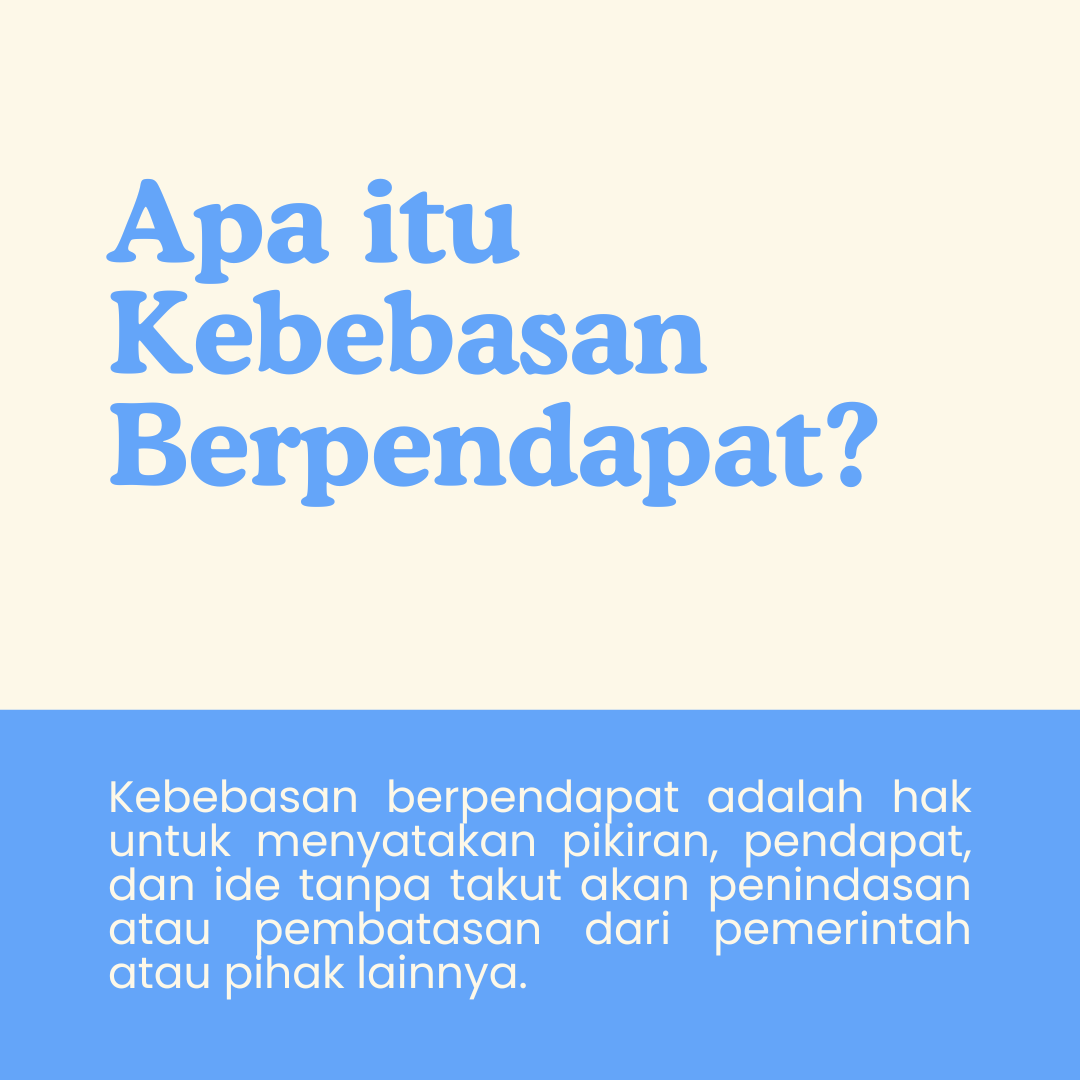 Apa itu
Kebebasan
Berpendapat?
Kebebasan berpendapat adalah hak
untuk menyatakan pikiran, pendapat,
dan ide tanpa takut akan penindasan
atau pembatasan dari pemerintah
atau pihak lainnya.